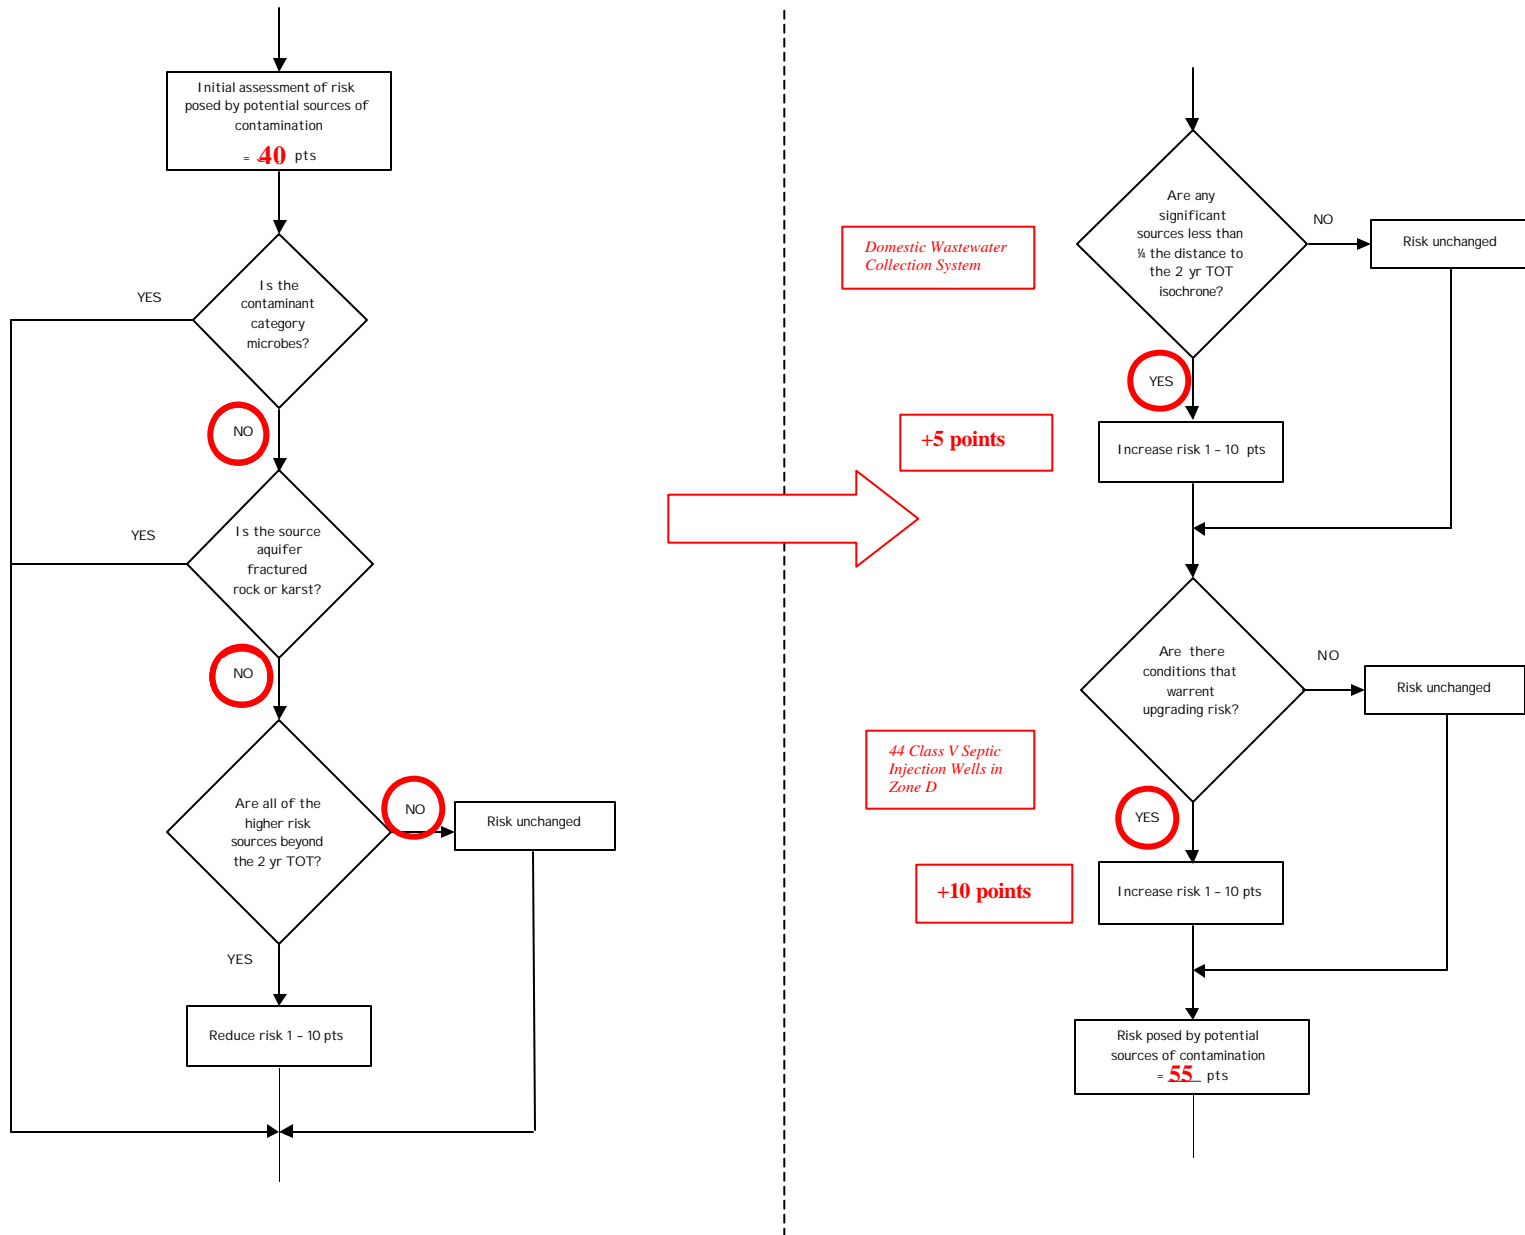 Initial assessment of risk
posed by potential sources of
contamination
= 40 pts
Is the
contaminant
category
microbes?
YES
NO
Is the source
aquifer
fractured
rock or karst?
YES
NO
Are all of the
higher risk
sources beyond
the 2 yr TOT?
NO
Risk unchanged
YES
Reduce risk 1 – 10 pts
Are any
significant
sources less than
¼ the distance to
the 2 yr TOT
isochrone?
NO
Risk unchanged
Domestic Wastewater
Collection System
YES
+5 points
Increase risk 1 – 10 pts
Are there
conditions that
warrent
upgrading risk?
NO
Risk unchanged
44 Class V Septic
Injection Wells in
Zone D
YES
+10 points
Increase risk 1 – 10 pts
Risk posed by potential
sources of contamination
= 55 pts